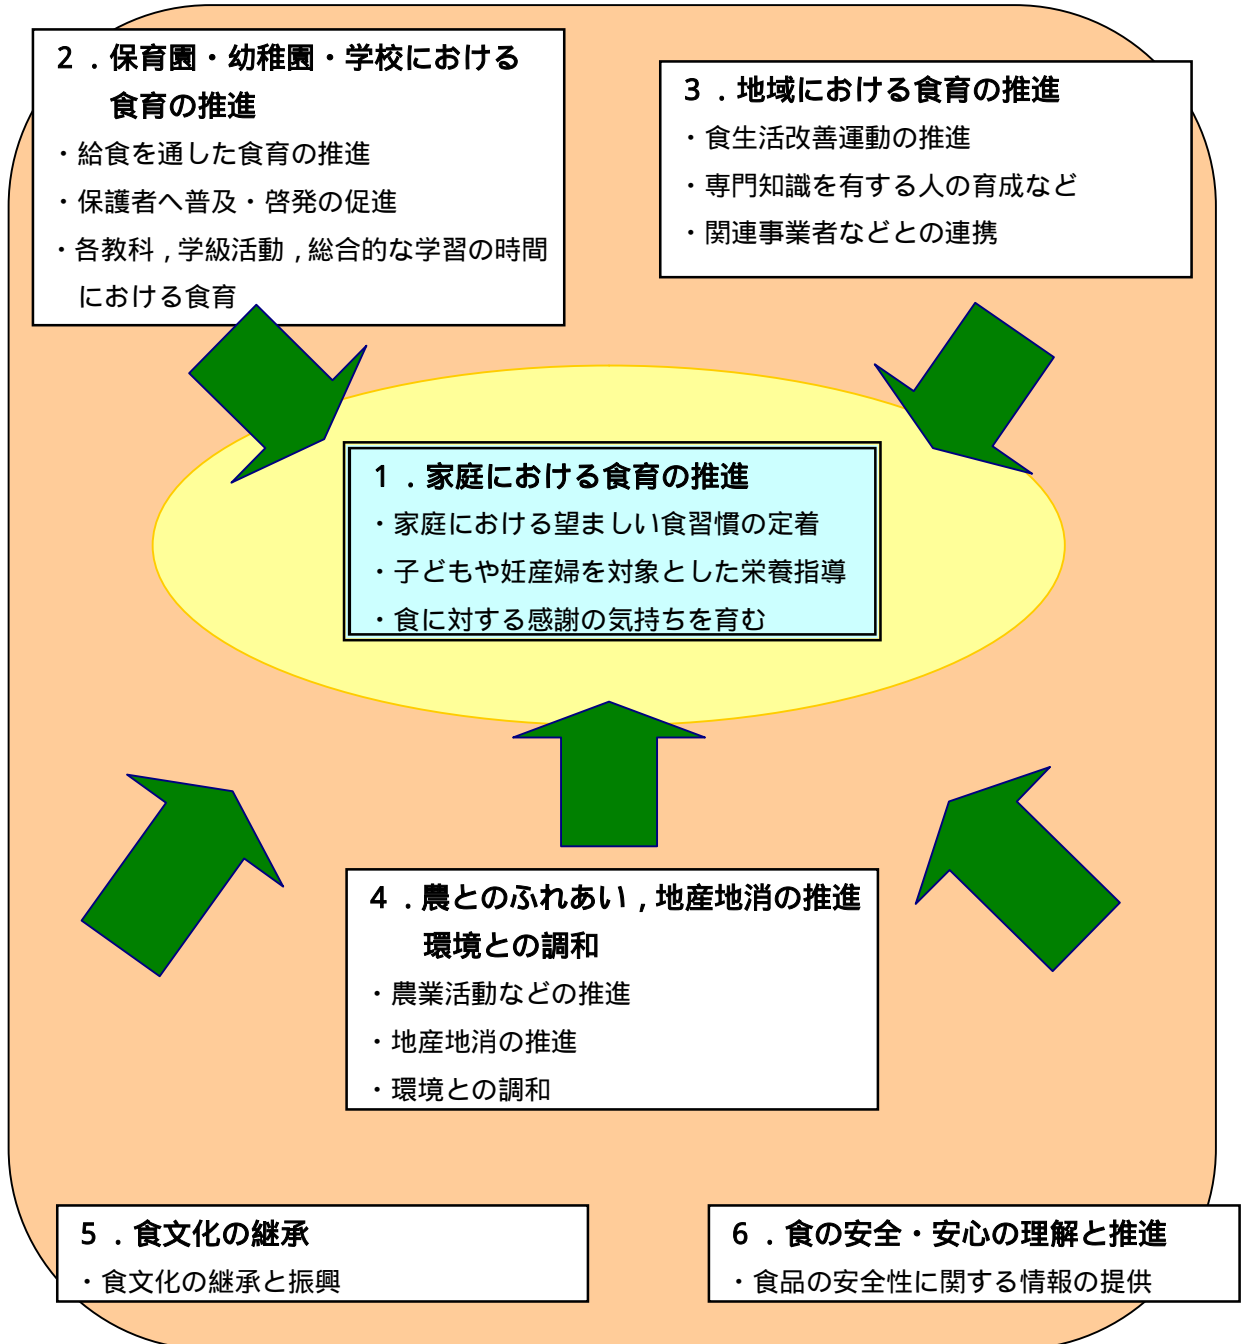 ２．保育園・幼稚園・学校における
食育の推進
・給食を通した食育の推進
・保護者へ普及・啓発の促進
・各教科，学級活動，総合的な学習の時間
における食育
３．地域における食育の推進
・食生活改善運動の推進
・専門知識を有する人の育成など
・関連事業者などとの連携
１．家庭における食育の推進
・家庭における望ましい食習慣の定着
・子どもや妊産婦を対象とした栄養指導
・食に対する感謝の気持ちを育む
４．農とのふれあい，地産地消の推進
環境との調和
・農業活動などの推進
・地産地消の推進
・環境との調和
５．食文化の継承
・食文化の継承と振興
６．食の安全・安心の理解と推進
・食品の安全性に関する情報の提供